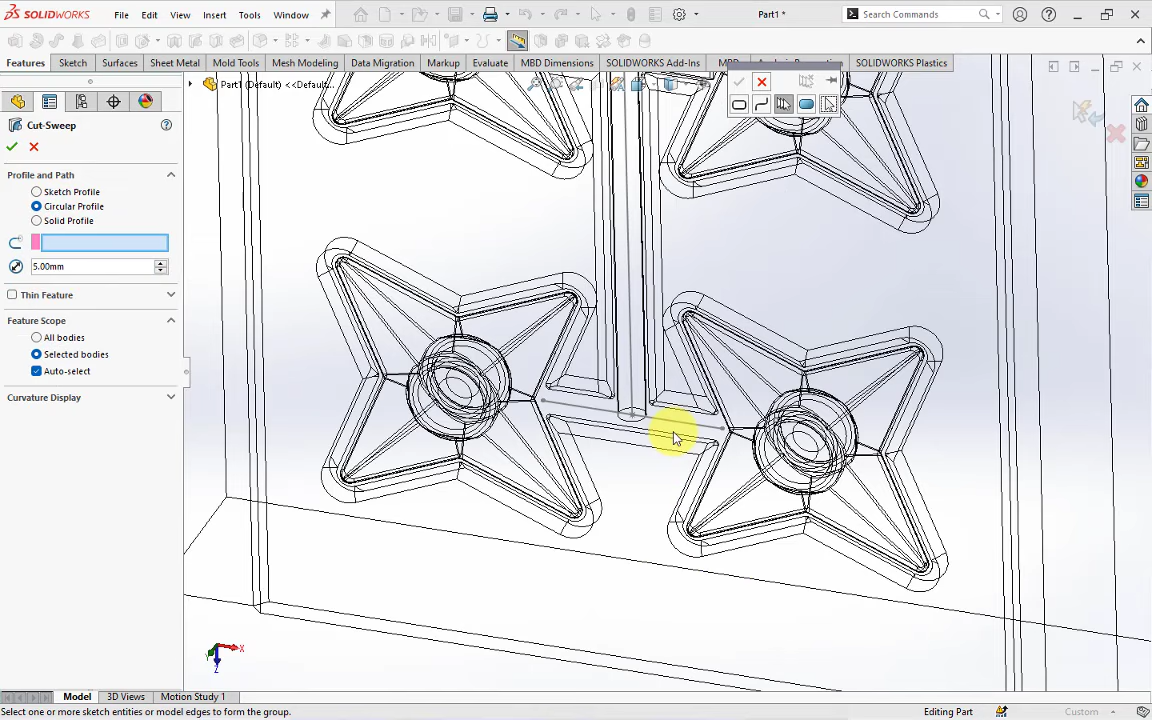 SOLIDWORKS File Edit View Insert Tools Window Part1 * Search Commands
Features Sketch Surfaces Sheet Metal Mold Tools Mesh Modeling Data Migration Markup Evaluate MBD Dimensions SOLIDWORKS Add-Ins MBD SOLIDWORKS Plastics
Part1 (Default) <<Default...
Cut-Sweep
Profile and Path
Sketch Profile
Circular Profile
Solid Profile
5.00mm
Thin Feature
Feature Scope
All bodies
Selected bodies
Auto-select
Curvature Display
X
Y
Z
Model 3D Views Motion Study 1
Select one or more sketch entities or model edges to form the group. Editing Part Custom